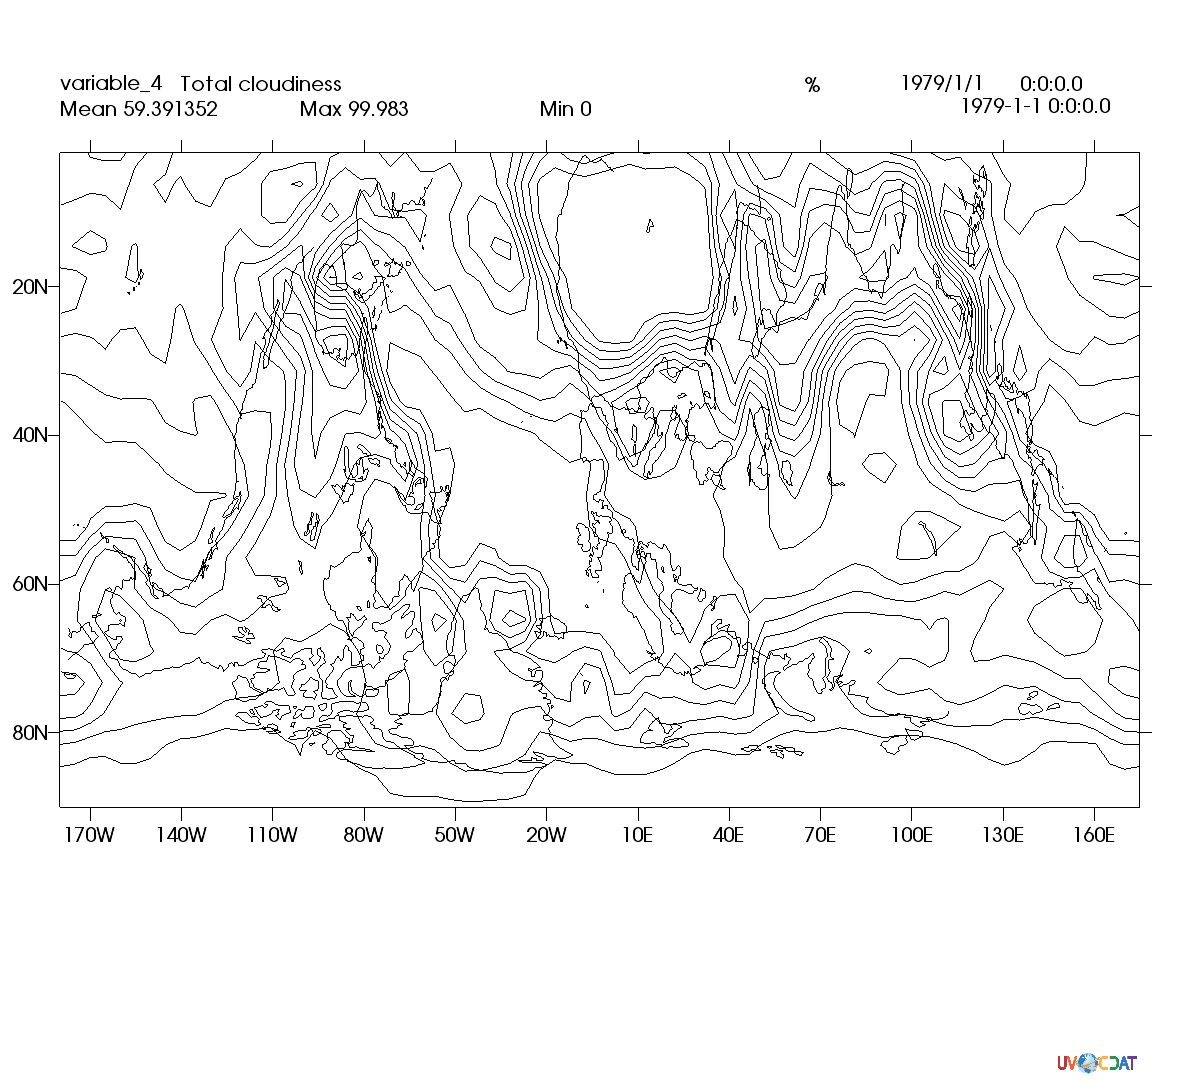 variable_4 Total cloudiness % 1979/1/1 0:0:0.0
Mean 59.391352 Max 99.983 Min 0 1979-1-1 0:0:0.0
20N
40N
60N
80N
170W 140W 110W 80W 50W 20W 10E 40E 70E 100E 130E 160E
UVCDAT